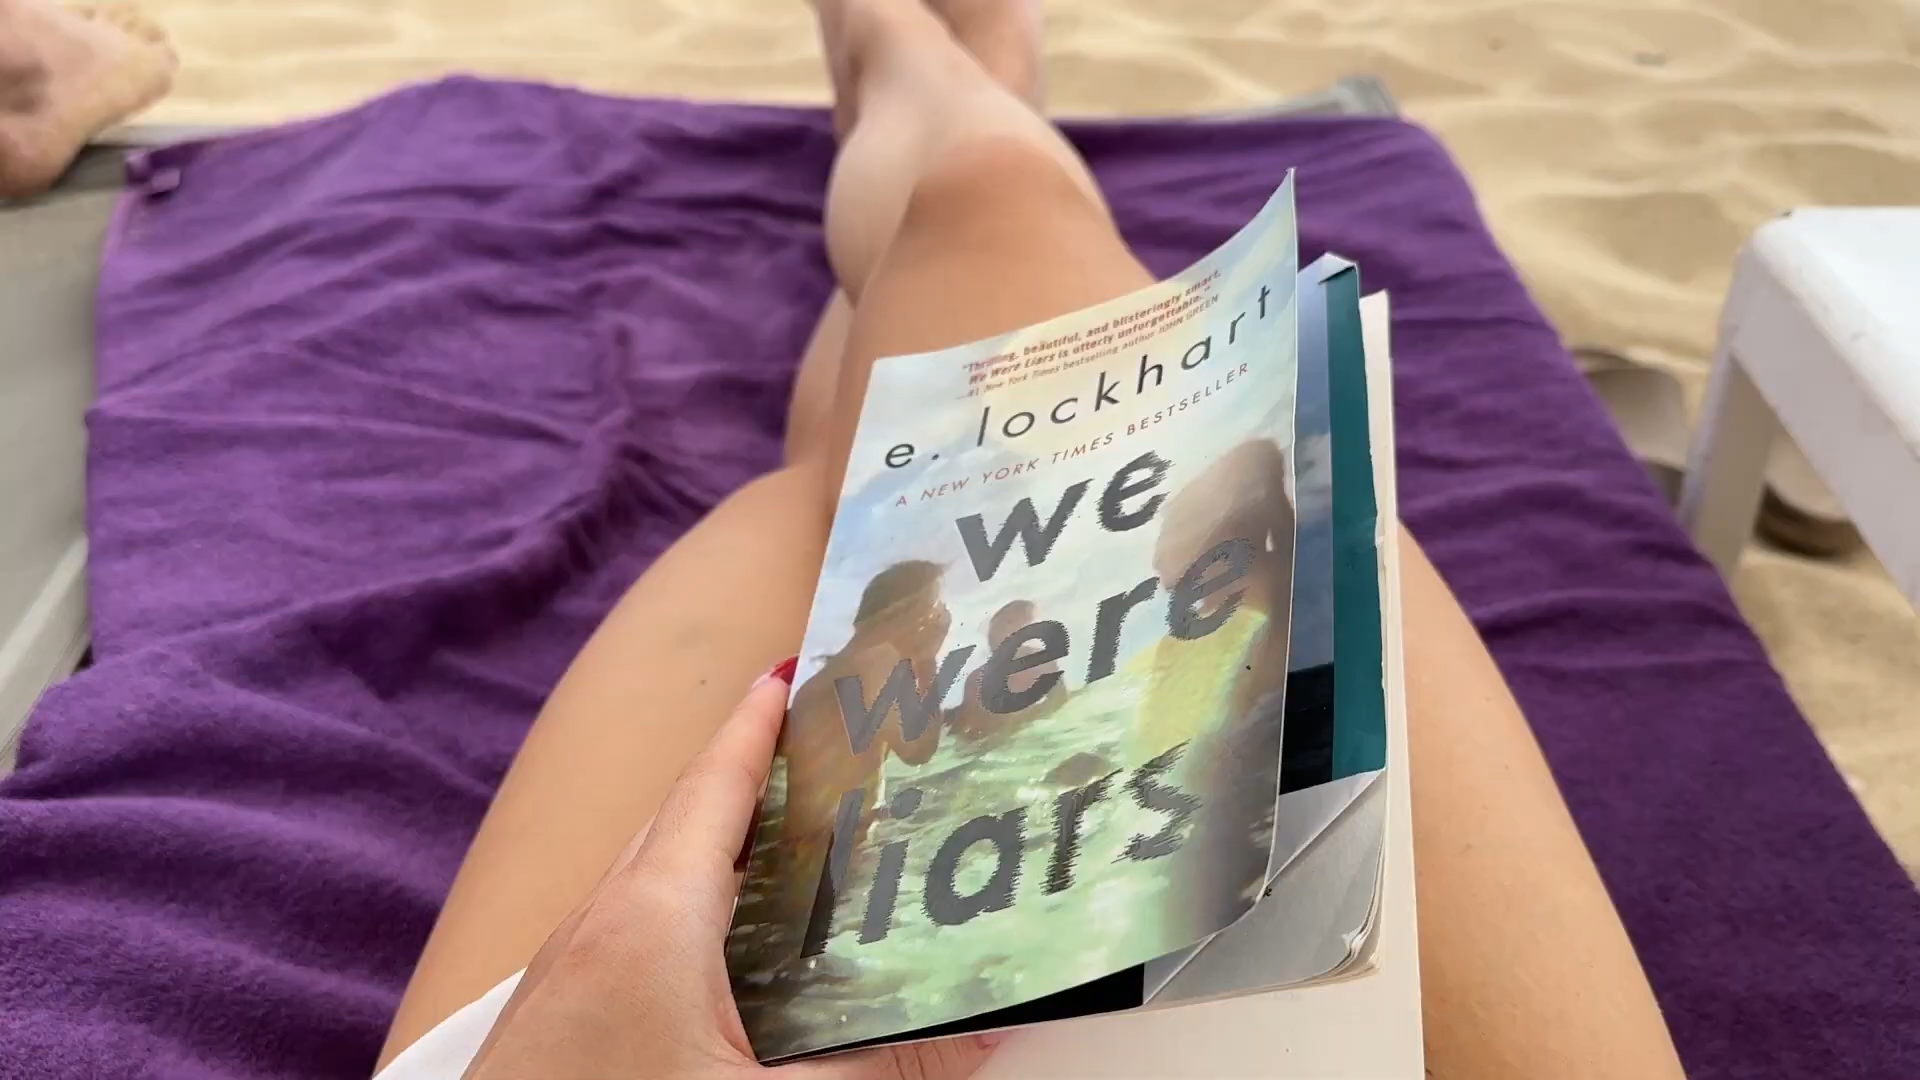 "Thrilling, beautiful, and blisteringly smart,
We Were Liars is utterly unforgettable."
—#1 New York Times bestselling author JOHN GREEN
e. lockhart
A NEW YORK TIMES BESTSELLER
we
were
liars